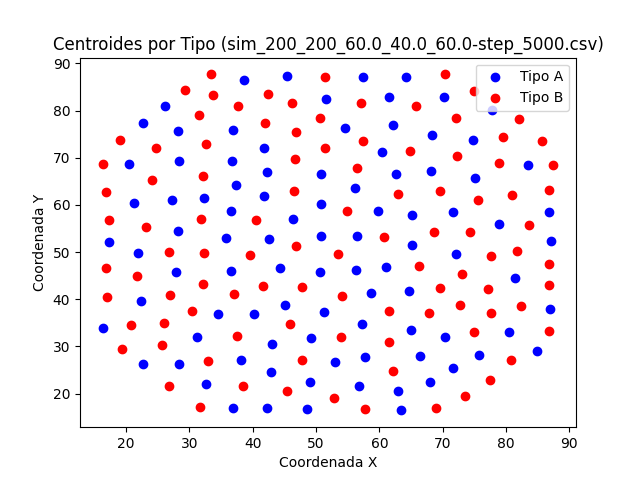 Centroides por Tipo (sim_200_200_60.0_40.0_60.0-step_5000.csv)
Tipo A
Tipo B
90
80
70
60
50
40
30
20
Coordenada Y
20 30 40 50 60 70 80 90
Coordenada X